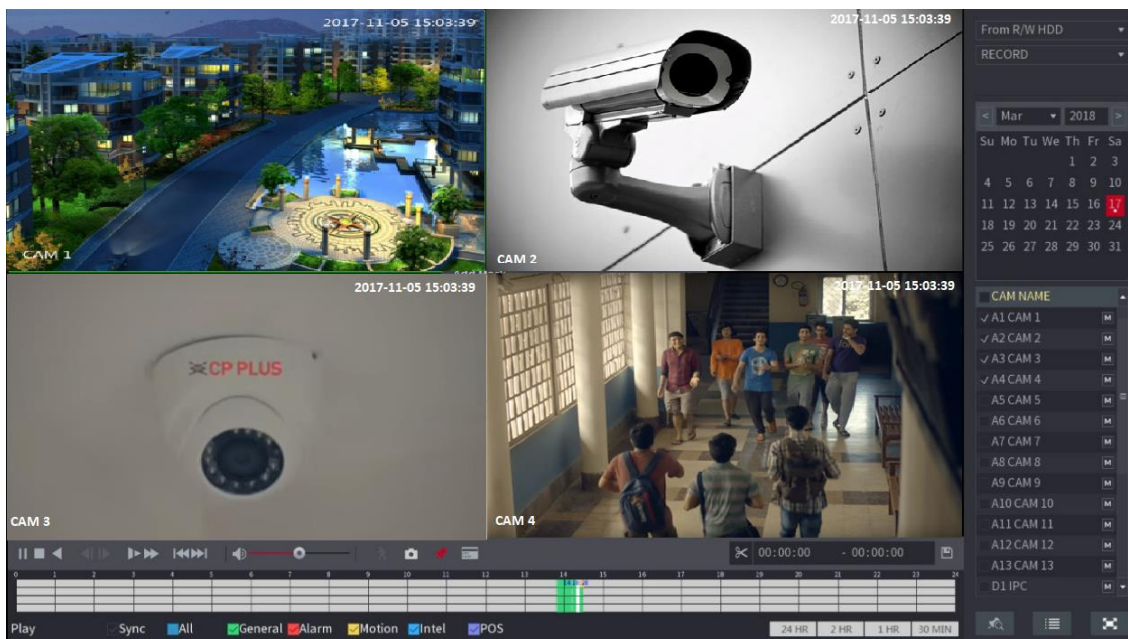 2017-11-05 15:03:39
CAM 1
2017-11-05 15:03:39
CAM 2
2017-11-05 15:03:39
CP PLUS
CAM 3
2017-11-05 15:03:39
CAM 4
From R/W HDD
RECORD
< Mar 2018 >
Su Mo Tu We Th Fr Sa
1 2 3
4 5 6 7 8 9 10
11 12 13 14 15 16 17
18 19 20 21 22 23 24
25 26 27 28 29 30 31
CAM NAME
A1 CAM 1 M
A2 CAM 2 M
A3 CAM 3 M
A4 CAM 4 M
A5 CAM 5 M
A6 CAM 6 M
A7 CAM 7 M
A8 CAM 8 M
A9 CAM 9 M
A10 CAM 10 M
A11 CAM 11 M
A12 CAM 12 M
A13 CAM 13 M
D1 IPC M
00:00:00 - 00:00:00
0 1 2 3 4 5 6 7 8 9 10 11 12 13 14 15 16 17 18 19 20 21 22 23 24
Play Sync All General Alarm Motion Intel POS
24 HR 2 HR 1 HR 30 MIN